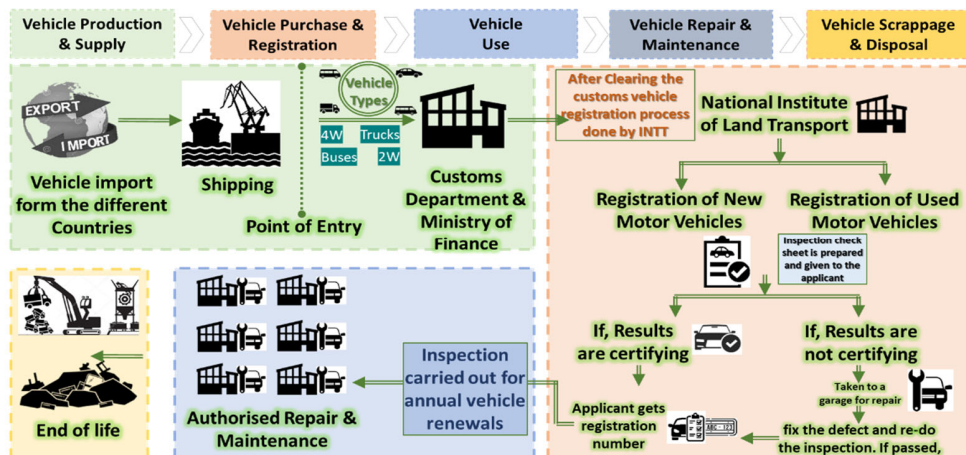 Vehicle Production
& Supply
Vehicle Purchase &
Registration
Vehicle
Use
Vehicle Repair &
Maintenance
Vehicle Scrappage
& Disposal
EXPORT
IMPORT
Vehicle import
form the different
Countries
Shipping
Vehicle
Types
4W
Trucks
Buses
2W
Point of Entry
Customs
Department &
Ministry of
Finance
After Clearing the
customs vehicle
registration process
done by INTT
National Institute
of Land Transport
Registration of New
Motor Vehicles
Registration of Used
Motor Vehicles
Inspection check
sheet is prepared
and given to the
applicant
If, Results
are certifying
If, Results are
not certifying
Taken to a
garage for repair
fix the defect and re-do
the inspection. If passed,
Applicant gets
registration
number
ABC - 123
Inspection
carried out for
annual vehicle
renewals
Authorised Repair &
Maintenance
End of life